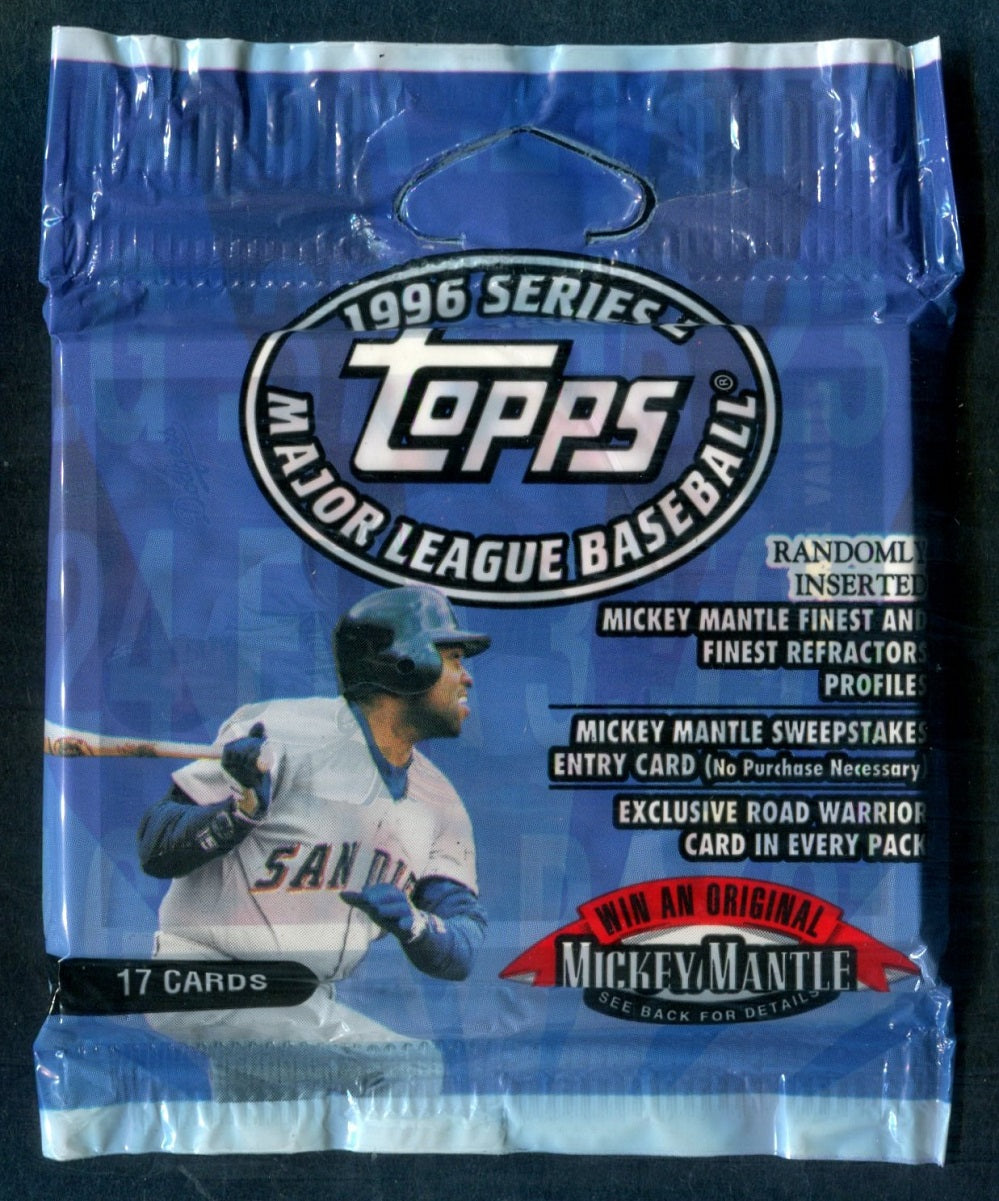 1996 SERIES 2
Topps
®
MAJOR LEAGUE BASEBALL
RANDOMLY
INSERTED
MICKEY MANTLE FINEST AND
FINEST REFRACTORS
PROFILES
MICKEY MANTLE SWEEPSTAKES
ENTRY CARD (No Purchase Necessary)
EXCLUSIVE ROAD WARRIOR
CARD IN EVERY PACK
SAN DIE
WIN AN ORIGINAL
MICKEY MANTLE
SEE BACK FOR DETAILS
17 CARDS